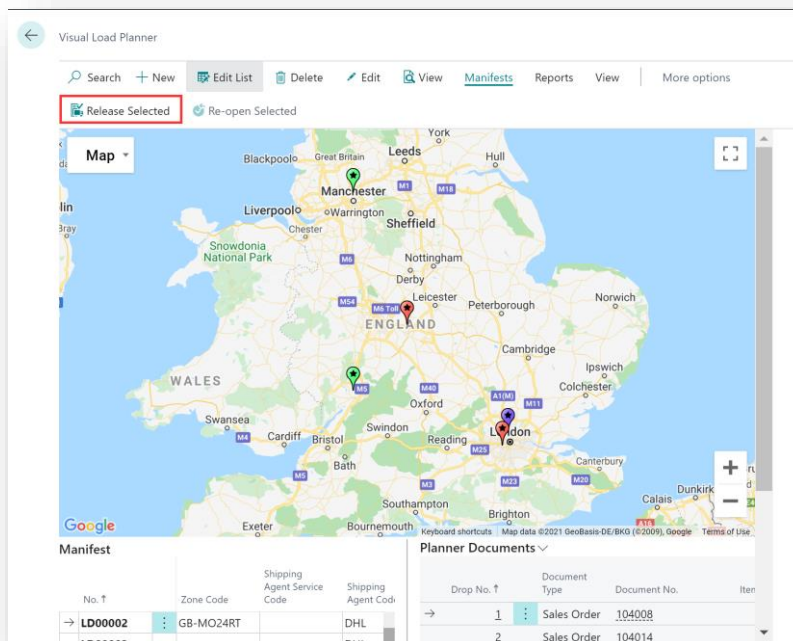 Visual Load Planner
Search New Edit List Delete Edit View Manifests Reports View More options
Release Selected Re-open Selected
Map
York
Blackpool Great Britain Leeds Hull
Manchester M1 M18
Liverpool Warrington
Sheffield
Chester
Snowdonia
National Park
M6 Nottingham
Derby
M54 M6 Toll Leicester Peterborough Norwich
ENGLAND
Cambridge
WALES
Ipswich
M5 M40 Colchester
A1(M) M11
Oxford
Swansea Swindon London
M4 Cardiff Bristol Reading M25
Bath Canterbury
M5 M3 M23 M20
Southampton Calais Dunkirk
Brighton
Google Exeter Bournemouth Keyboard shortcuts Map data ©2021 GeoBasis-DE/BKG (©2009), Google Terms of Use
A16
Manifest
Planner Documents
No. ↑ Zone Code Shipping Agent Service Code Shipping Agent Code
Drop No. ↑ Document Type Document No.
→ LD00002 GB-MO24RT DHL
→ 1 Sales Order 104008
2 Sales Order 104014